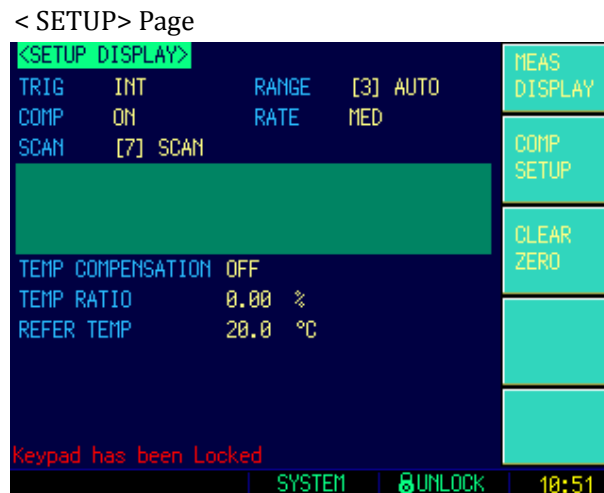 < SETUP> Page
<SETUP DISPLAY>
TRIG INT RANGE [3] AUTO
COMP ON RATE MED
SCAN [7] SCAN
TEMP COMPENSATION OFF
TEMP RATIO 0.00 %
REFER TEMP 20.0 °C
Keypad has been Locked
MEAS
DISPLAY
COMP
SETUP
CLEAR
ZERO
SYSTEM UNLOCK 10:51